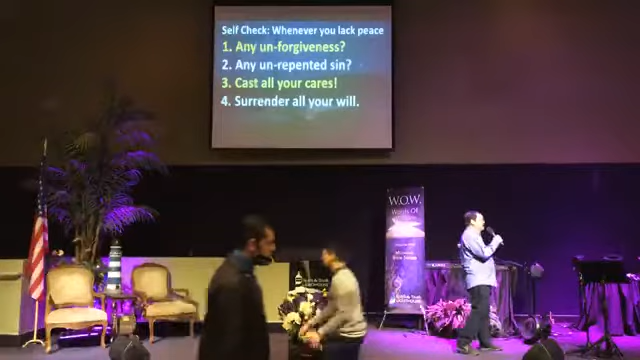 Self Check: Whenever you lack peace
1. Any un-forgiveness?
2. Any un-repented sin?
3. Cast all your cares!
4. Surrender all your will.
W.O.W.